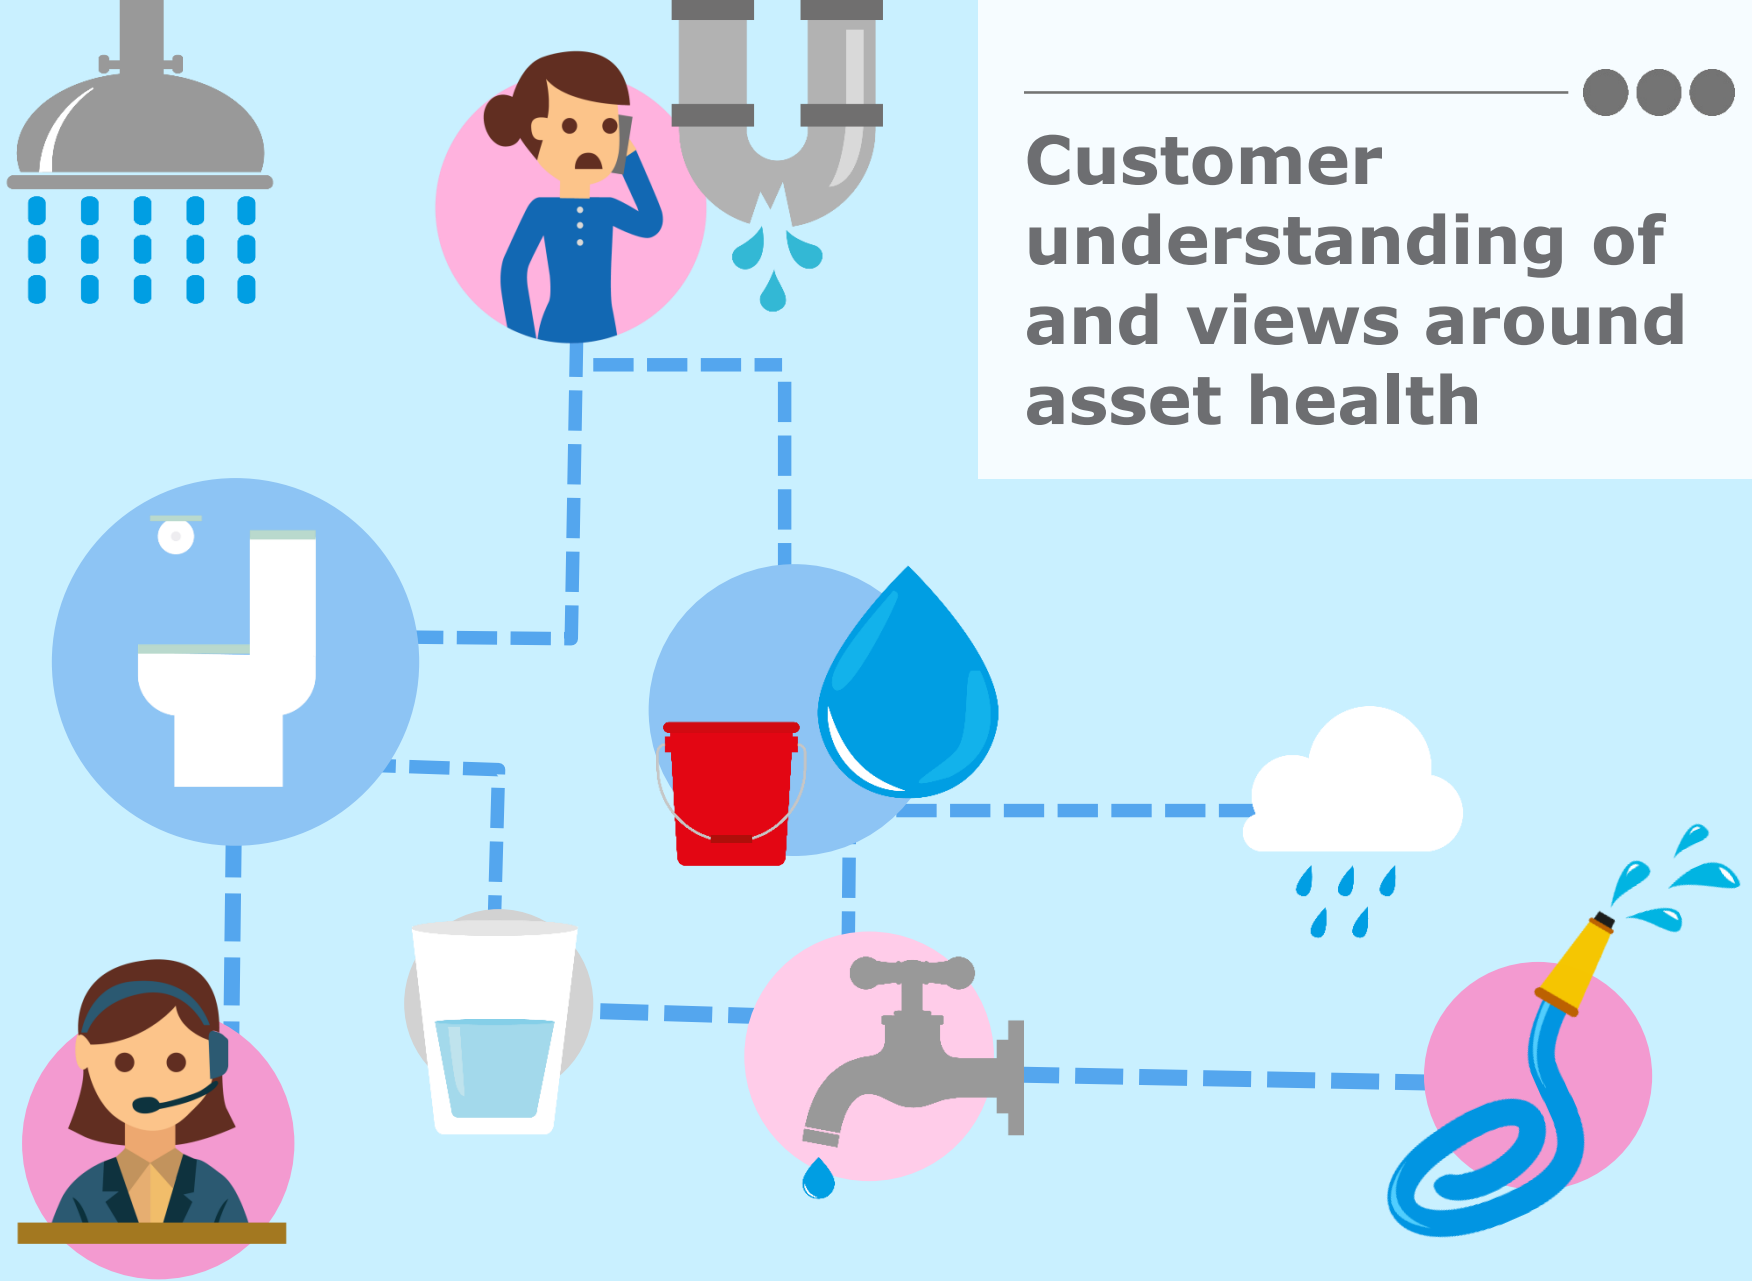 Customer
understanding of
and views around
asset health